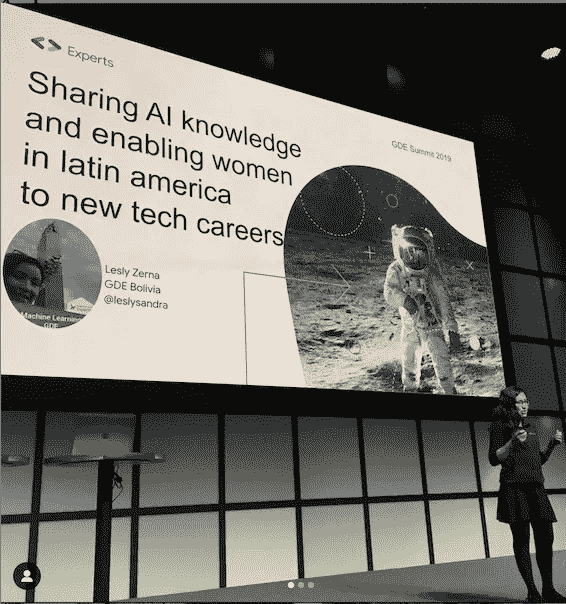 <> Experts
GDE Summit 2019
Sharing AI knowledge
and enabling women
in latin america
to new tech careers
Lesly Zerna
GDE Bolivia
@leslysandra
Machine Learning
GDE